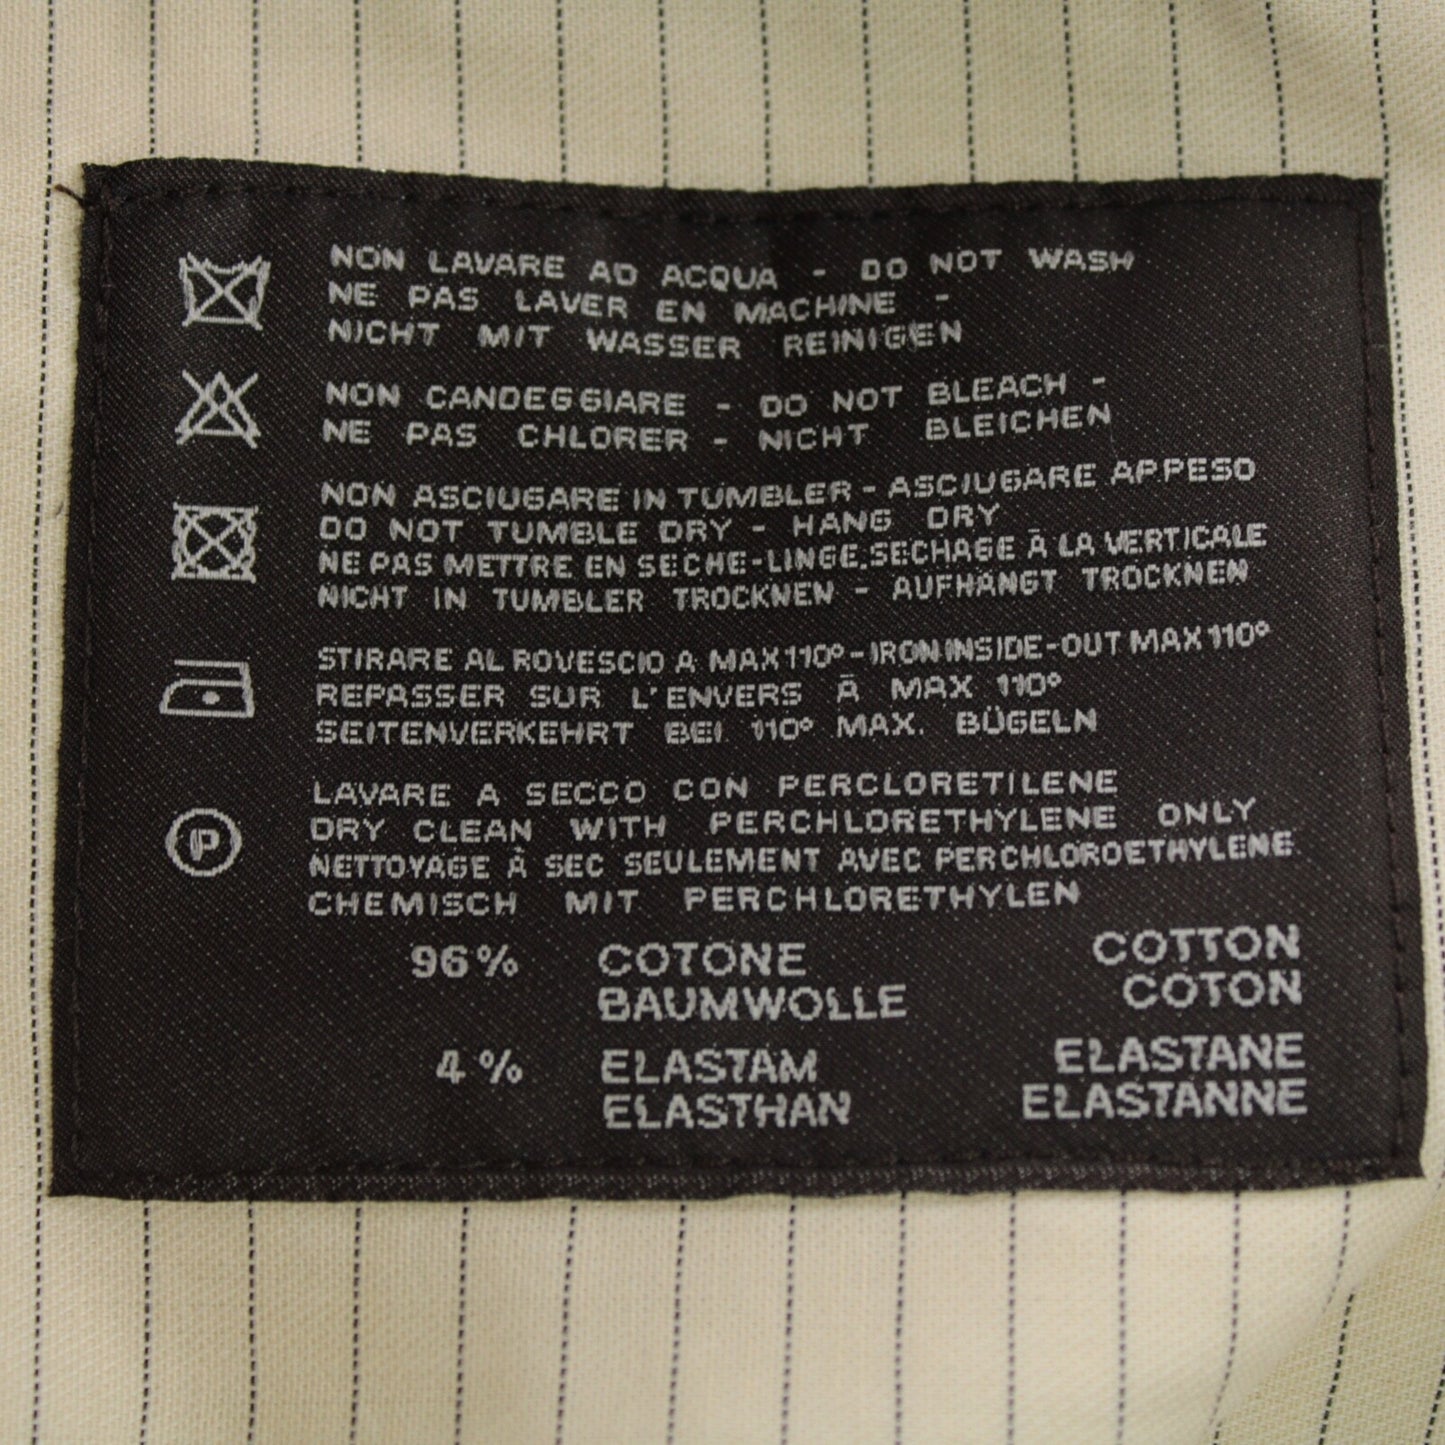 NON LAVARE AD ACQUA - DO NOT WASH
NE PAS LAVER EN MACHINE -
NICHT MIT WASSER REINIGEN
NON CANDEGGIARE - DO NOT BLEACH -
NE PAS CHLORER - NICHT BLEICHEN
NON ASCIUGARE IN TUMBLER - ASCIUGARE APPESO
DO NOT TUMBLE DRY - HANG DRY
NE PAS METTRE EN SECHE-LINGE. SECHAGE À LA VERTICALE
NICHT IN TUMBLER TROCKNEN - AUFHÄNGT TROCKNEN
STIRARE AL ROVESCIO A MAX 110° - IRON INSIDE-OUT MAX 110°
REPASSER SUR L'ENVERS À MAX 110°
SEITENVERKEHRT BEI 110° MAX. BÜGELN
LAVARE A SECCO CON PERCLORETILENE
P DRY CLEAN WITH PERCHLORETHYLENE ONLY
NETTOYAGE À SEC SEULEMENT AVEC PERCHLOROETHYLENE
CHEMISCH MIT PERCHLORETHYLEN
96% COTONE COTTON
BAUMWOLLE COTON
4% ELASTAM ELASTANE
ELASTHAN ELASTANNE